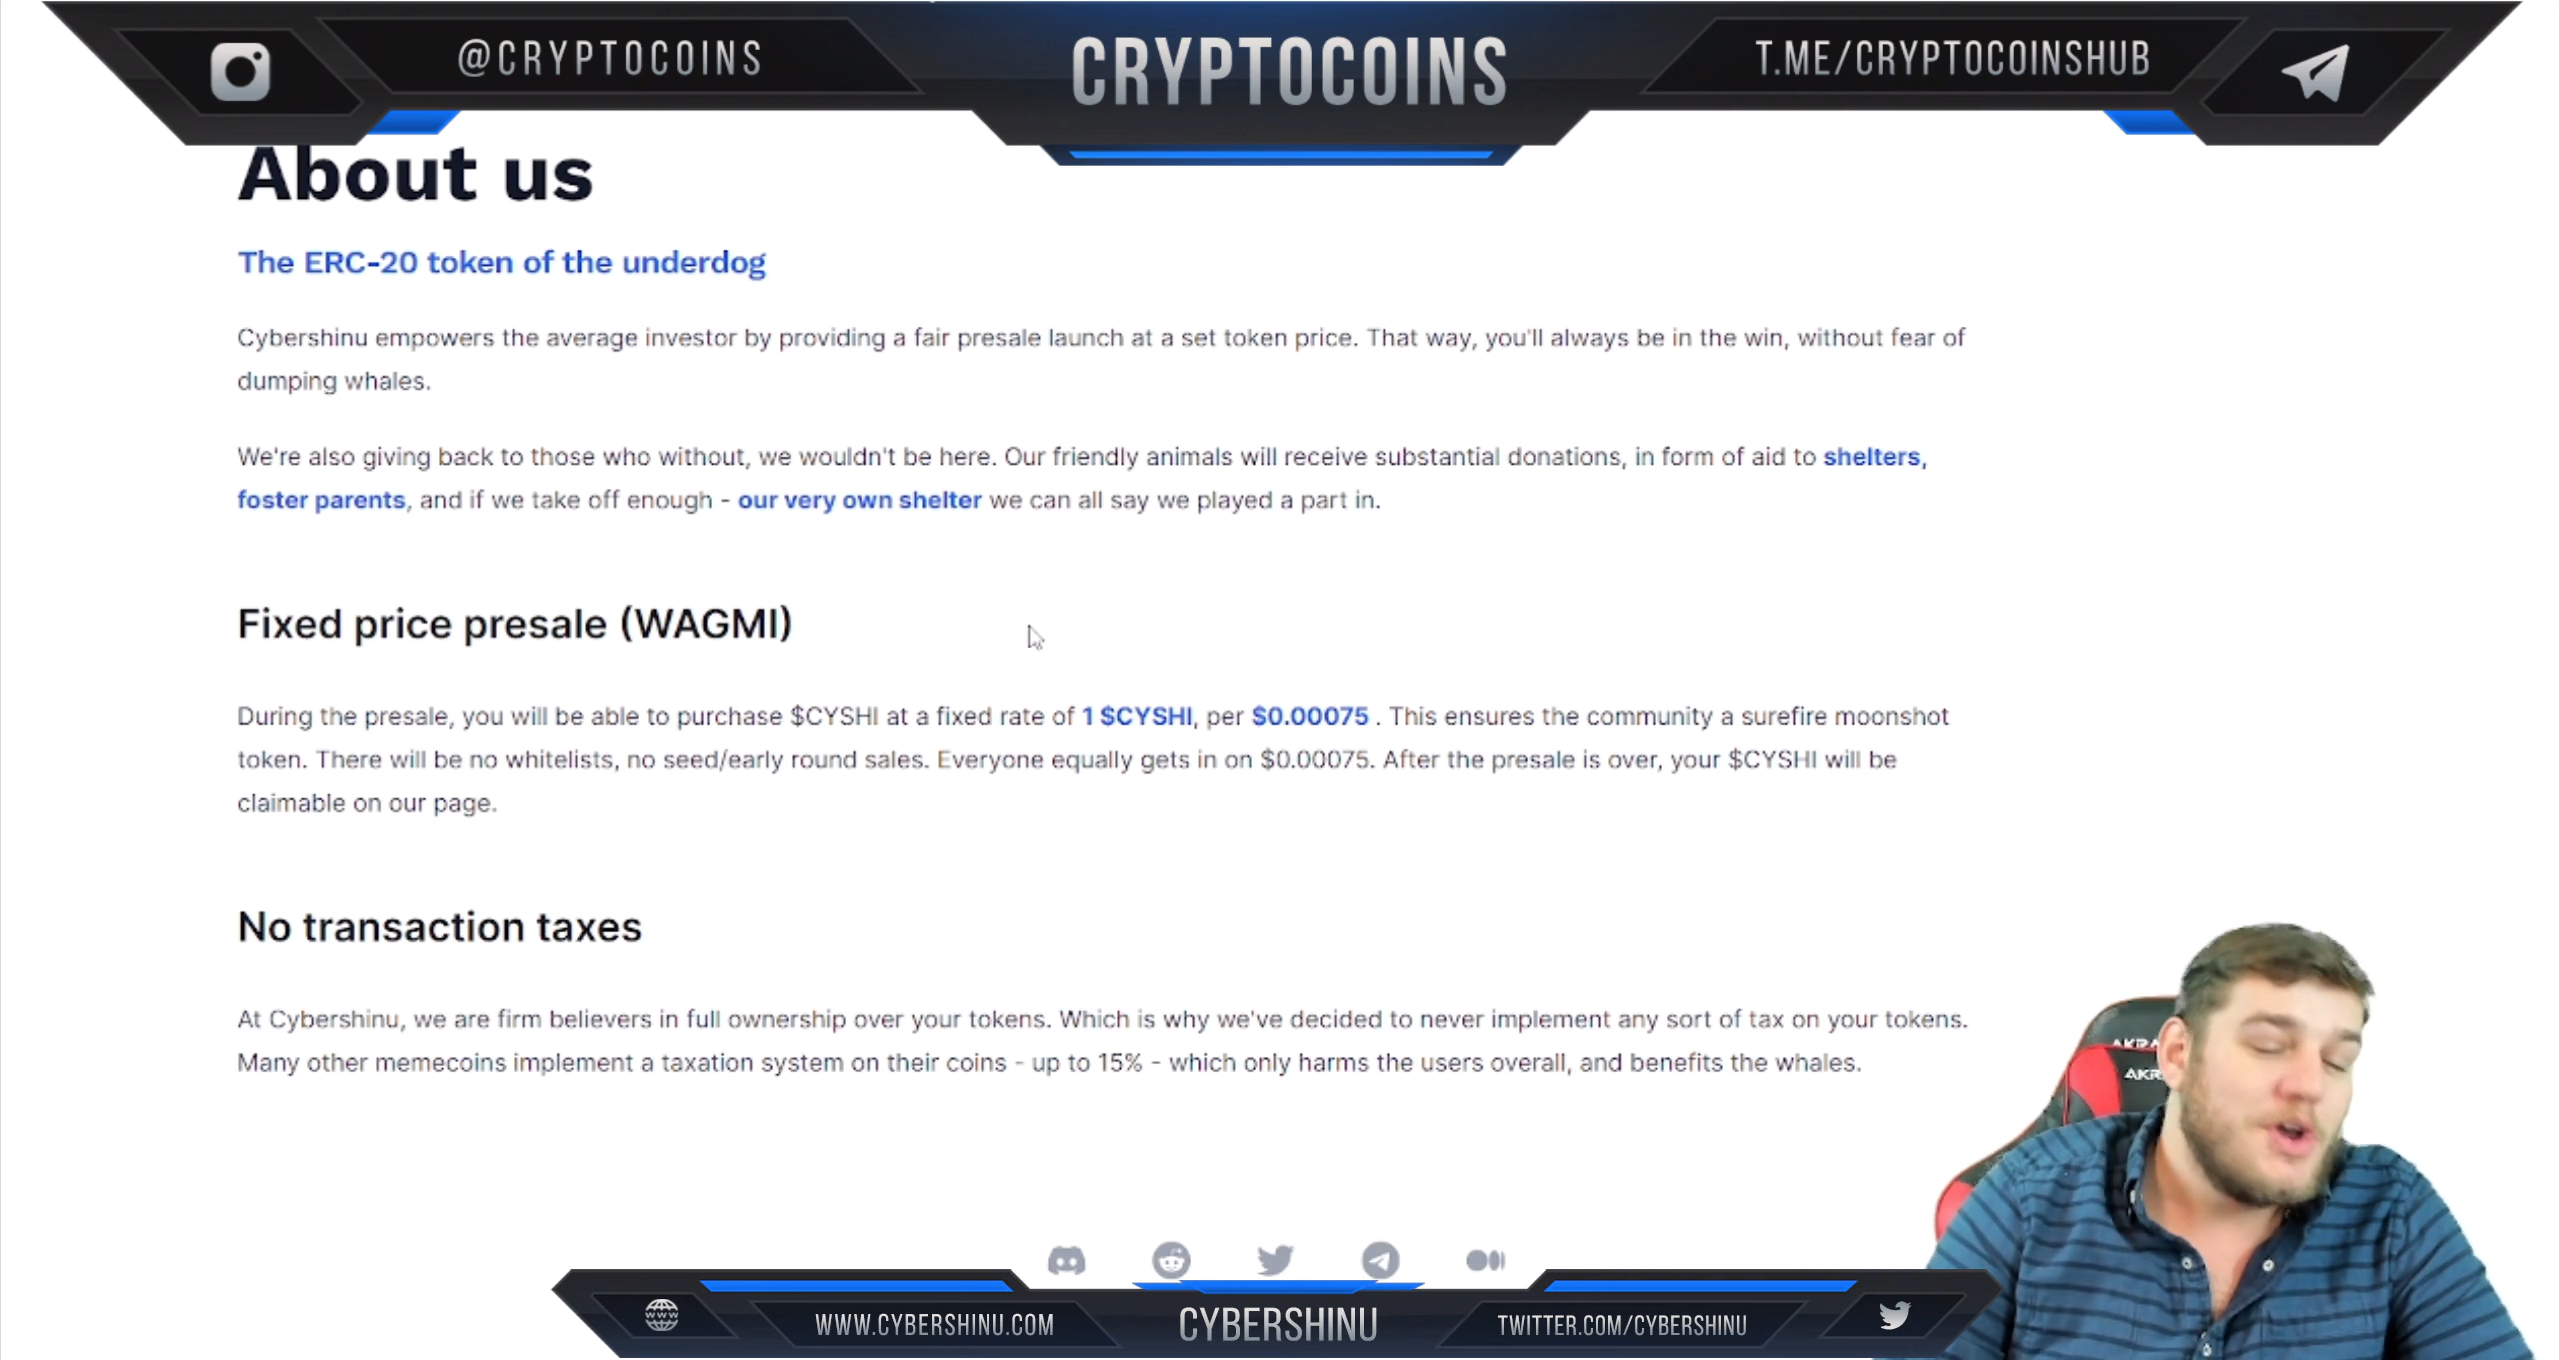 @CRYPTOCOINS
CRYPTOCOINS
T.ME/CRYPTOCOINSHUB
About us
The ERC-20 token of the underdog
Cybershinu empowers the average investor by providing a fair presale launch at a set token price. That way, you'll always be in the win, without fear of
dumping whales.
We're also giving back to those who without, we wouldn't be here. Our friendly animals will receive substantial donations, in form of aid to shelters,
foster parents, and if we take off enough - our very own shelter we can all say we played a part in.
Fixed price presale (WAGMI)
During the presale, you will be able to purchase $CYSHI at a fixed rate of 1 $CYSHI, per $0.00075 . This ensures the community a surefire moonshot
token. There will be no whitelists, no seed/early round sales. Everyone equally gets in on $0.00075. After the presale is over, your $CYSHI will be
claimable on our page.
No transaction taxes
At Cybershinu, we are firm believers in full ownership over your tokens. Which is why we've decided to never implement any sort of tax on your tokens.
Many other memecoins implement a taxation system on their coins - up to 15% - which only harms the users overall, and benefits the whales.
WWW
WWW.CYBERSHINU.COM
CYBERSHINU
TWITTER.COM/CYBERSHINU